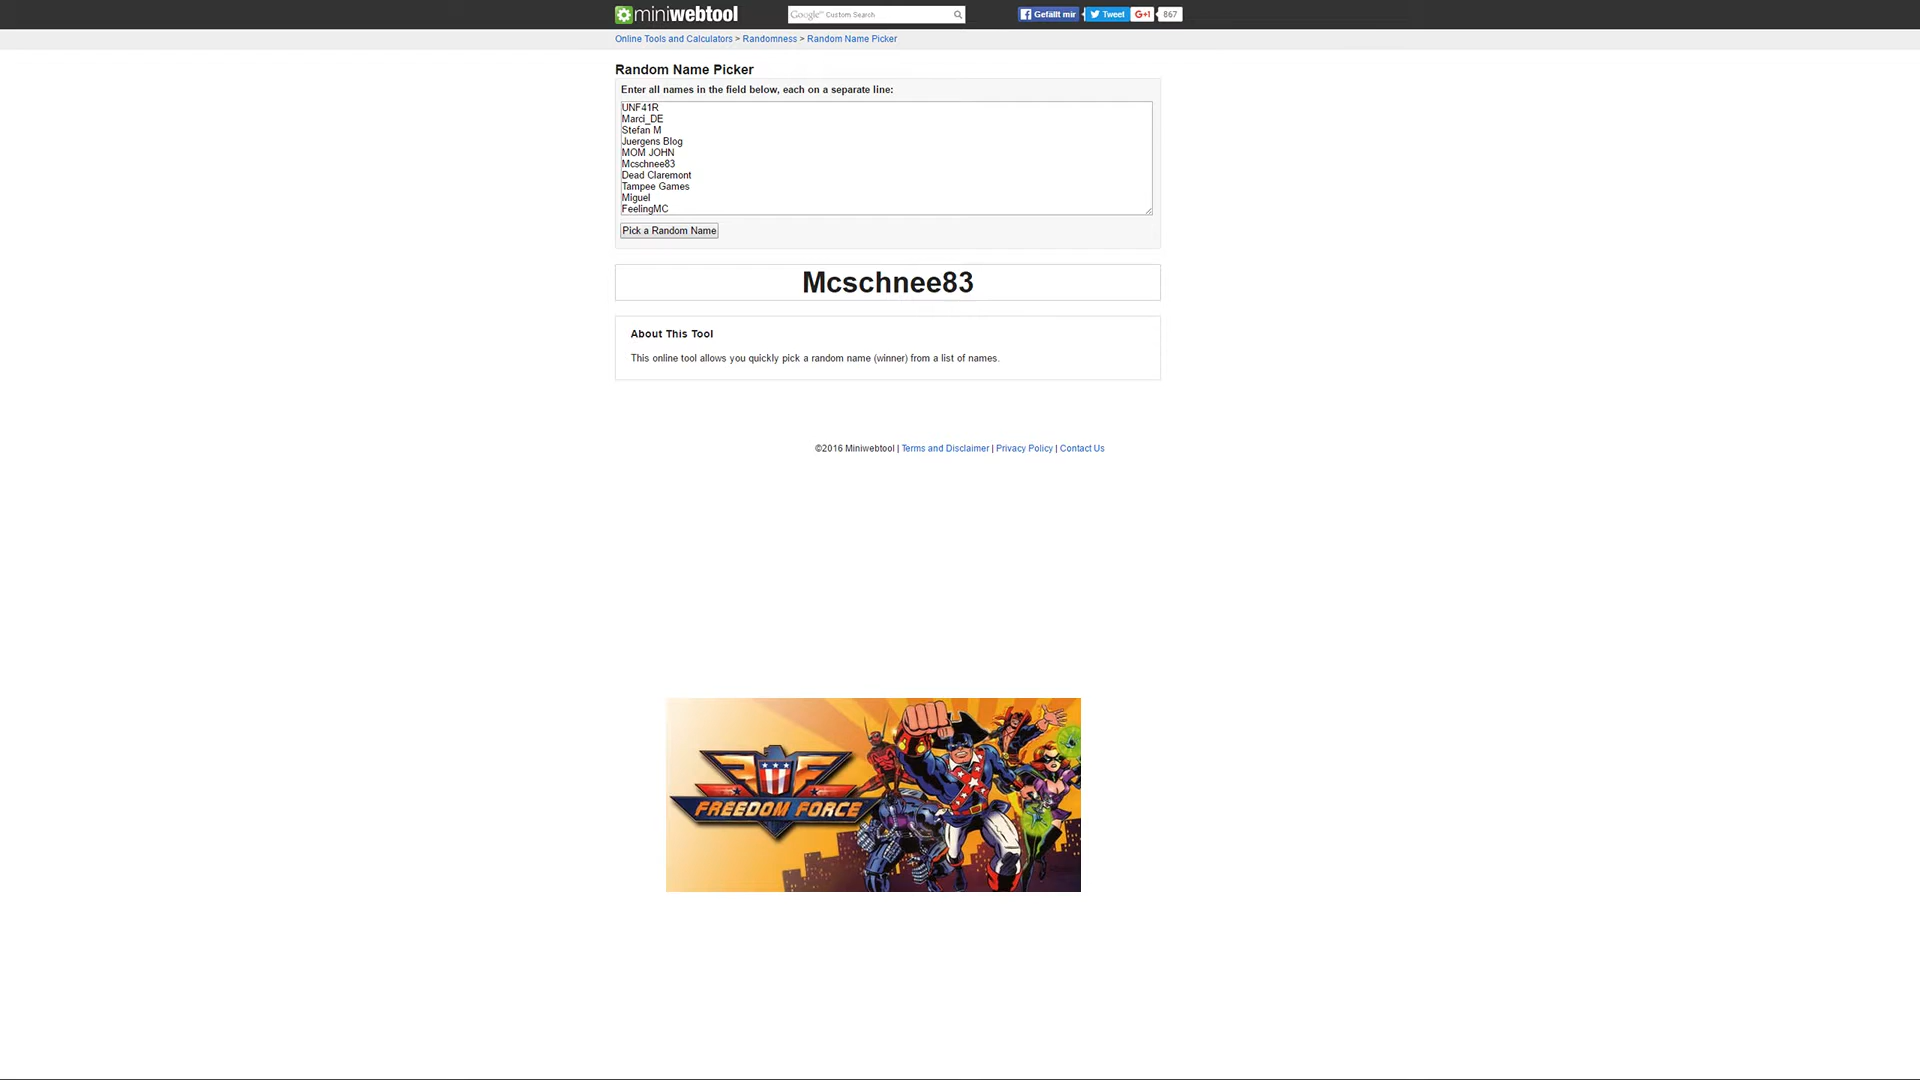 miniwebtool
Google™ Custom Search
Gefällt mir
Tweet
G+1
867
Online Tools and Calculators > Randomness > Random Name Picker
Random Name Picker
Enter all names in the field below, each on a separate line:
UNF41R
Marci_DE
Stefan M
Juergens Blog
MOM JOHN
Mcschnee83
Dead Claremont
Tampee Games
Miguel
FeelingMC
Pick a Random Name
Mcschnee83
About This Tool
This online tool allows you quickly pick a random name (winner) from a list of names.
©2016 Miniwebtool | Terms and Disclaimer | Privacy Policy | Contact Us
FF
FREEDOM FORCE